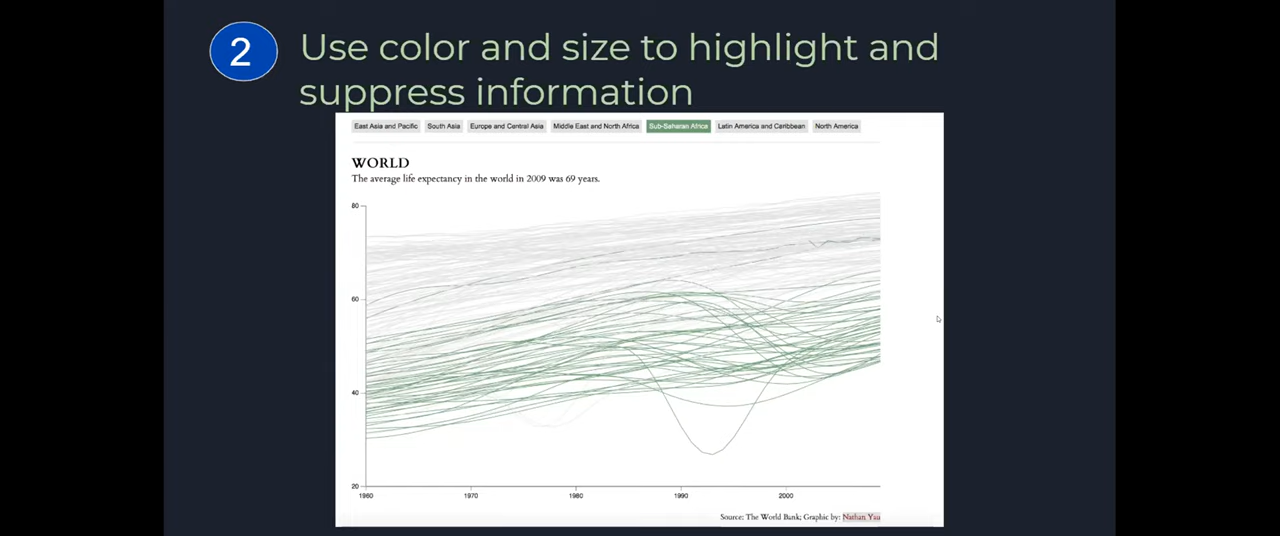 2
Use color and size to highlight and
suppress information
East Asia and Pacific South Asia Europe and Central Asia Middle East and North Africa Sub-Saharan Africa Latin America and Caribbean North America
WORLD
The average life expectancy in the world in 2009 was 69 years.
80
60
40
20
1960 1970 1980 1990 2000
Source: The World Bank; Graphic by: Nathan Yau